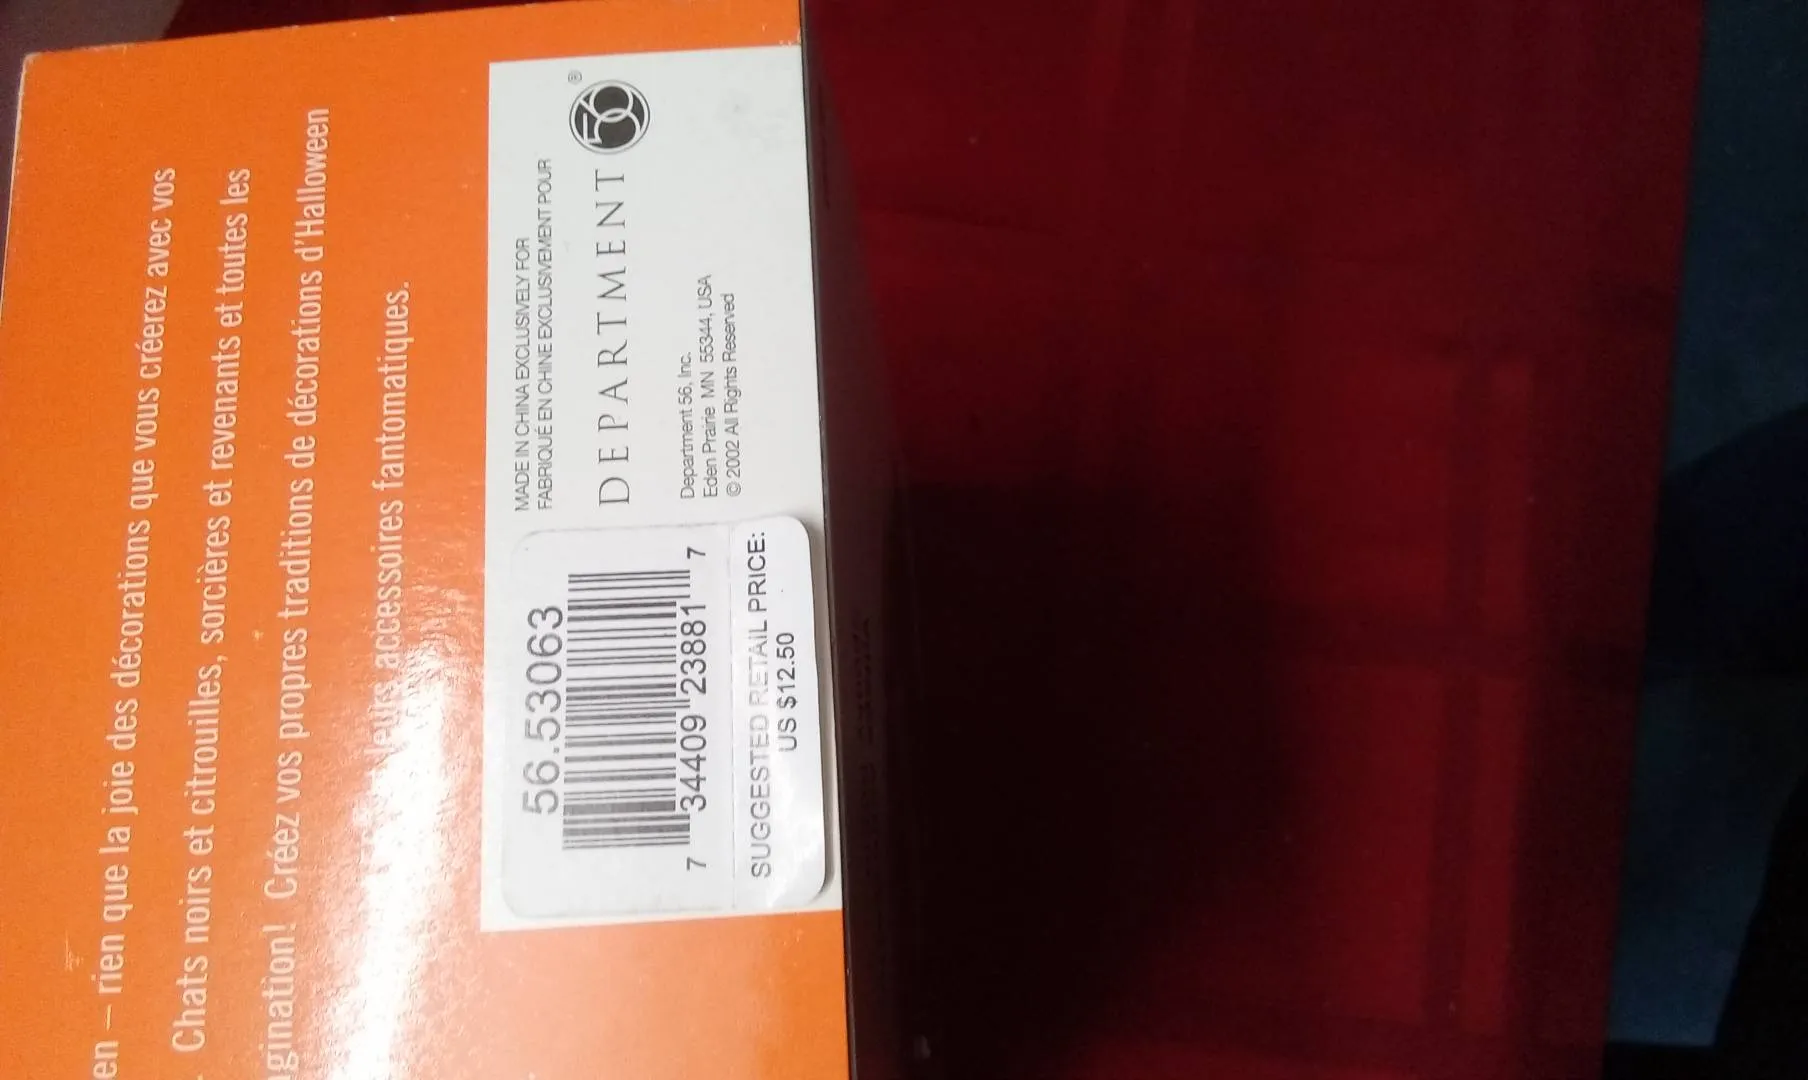 en – rien que la joie des décorations que vous créerez avec vos
. Chats noirs et citrouilles, sorcières et revenants et toutes les
agination! Créez vos propres traditions de décorations d'Halloween
leurs accessoires fantomatiques.
56.53063
7 34409 23881 7
SUGGESTED RETAIL PRICE:
US $12.50
MADE IN CHINA EXCLUSIVELY FOR
FABRIQUÉ EN CHINE EXCLUSIVEMENT POUR
DEPARTMENT 56®
Department 56, Inc.
Eden Prairie MN 55344, USA
© 2002 All Rights Reserved